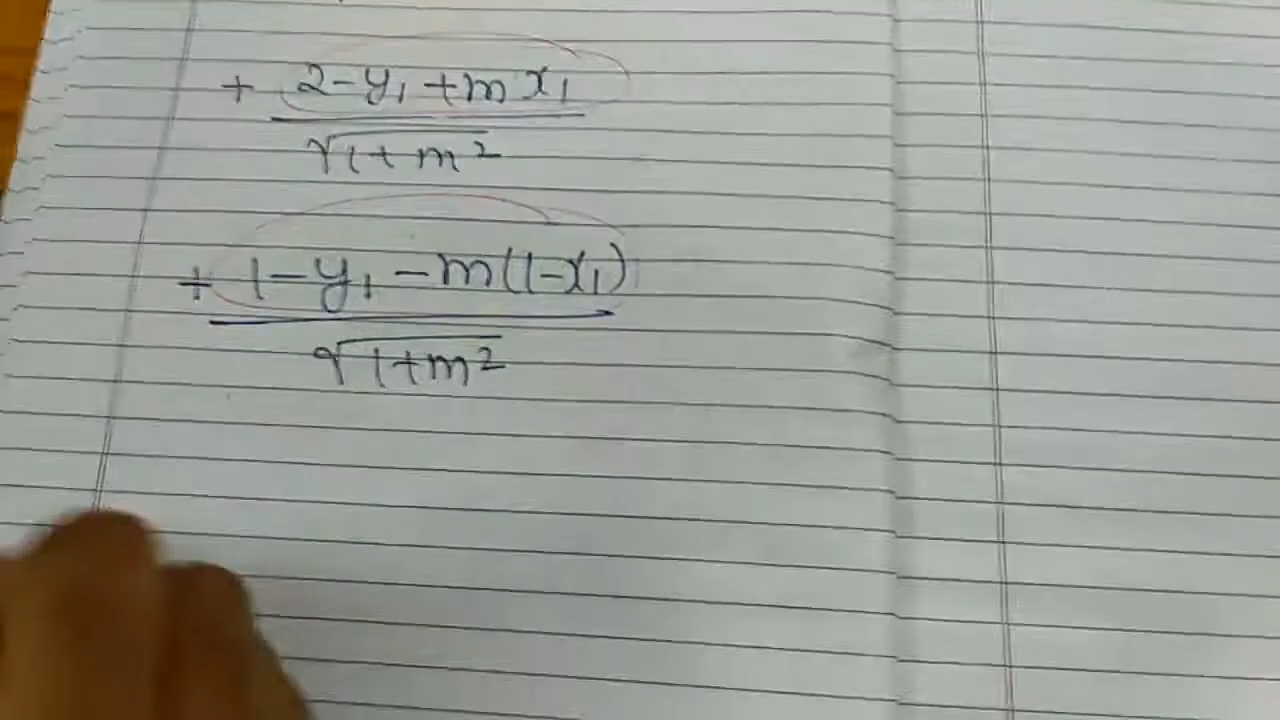 + 2-y₁+mx₁
√1+m²
+ 1-y₁-m(1-x₁)
√1+m²